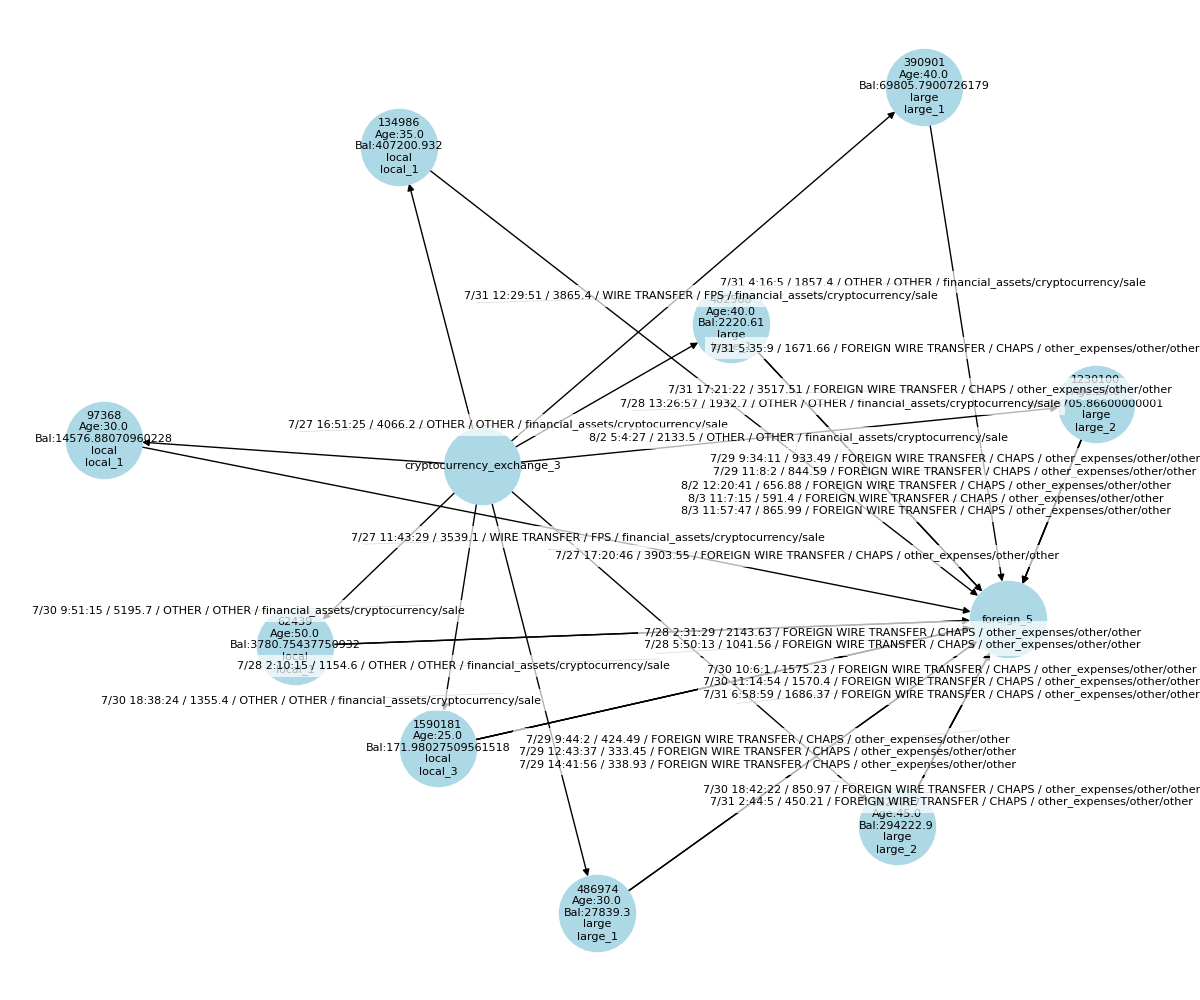 390901
Age:40.0
Bal:69805.7900726179
large
large_1
134986
Age:35.0
Bal:407200.932
local
local_1
7/31 4:16:5 / 1857.4 / OTHER / OTHER / financial_assets/cryptocurrency/sale
7/31 12:29:51 / 3865.4 / WIRE TRANSFER / FPS / financial_assets/cryptocurrency/sale
Age:40.0
Bal:2220.61
large
7/31 5:35:9 / 1671.66 / FOREIGN WIRE TRANSFER / CHAPS / other_expenses/other/other
1230100
7/31 17:21:22 / 3517.51 / FOREIGN WIRE TRANSFER / CHAPS / other_expenses/other/other
7/28 13:26:57 / 1932.7 / OTHER / OTHER / financial_assets/cryptocurrency/sale
large
large_2
97368
Age:30.0
Bal:14576.88070960228
local
local_1
7/27 16:51:25 / 4066.2 / OTHER / OTHER / financial_assets/cryptocurrency/sale
8/2 5:4:27 / 2133.5 / OTHER / OTHER / financial_assets/cryptocurrency/sale
cryptocurrency_exchange_3
7/29 9:34:11 / 933.49 / FOREIGN WIRE TRANSFER / CHAPS / other_expenses/other/other
7/29 11:8:2 / 844.59 / FOREIGN WIRE TRANSFER / CHAPS / other_expenses/other/other
8/2 12:20:41 / 656.88 / FOREIGN WIRE TRANSFER / CHAPS / other_expenses/other/other
8/3 11:7:15 / 591.4 / FOREIGN WIRE TRANSFER / CHAPS / other_expenses/other/other
8/3 11:57:47 / 865.99 / FOREIGN WIRE TRANSFER / CHAPS / other_expenses/other/other
7/27 11:43:29 / 3539.1 / WIRE TRANSFER / FPS / financial_assets/cryptocurrency/sale
7/27 17:20:46 / 3903.55 / FOREIGN WIRE TRANSFER / CHAPS / other_expenses/other/other
7/30 9:51:15 / 5195.7 / OTHER / OTHER / financial_assets/cryptocurrency/sale
62439
Age:50.0
Bal:3780.75437750932
local
foreign_5
7/28 2:31:29 / 2143.63 / FOREIGN WIRE TRANSFER / CHAPS / other_expenses/other/other
7/28 5:50:13 / 1041.56 / FOREIGN WIRE TRANSFER / CHAPS / other_expenses/other/other
7/28 2:10:15 / 1154.6 / OTHER / OTHER / financial_assets/cryptocurrency/sale
7/30 10:6:1 / 1575.23 / FOREIGN WIRE TRANSFER / CHAPS / other_expenses/other/other
7/30 11:14:54 / 1570.4 / FOREIGN WIRE TRANSFER / CHAPS / other_expenses/other/other
7/31 6:58:59 / 1686.37 / FOREIGN WIRE TRANSFER / CHAPS / other_expenses/other/other
7/30 18:38:24 / 1355.4 / OTHER / OTHER / financial_assets/cryptocurrency/sale
1590181
Age:25.0
Bal:171.98027509561518
local
local_3
7/29 9:44:2 / 424.49 / FOREIGN WIRE TRANSFER / CHAPS / other_expenses/other/other
7/29 12:43:37 / 333.45 / FOREIGN WIRE TRANSFER / CHAPS / other_expenses/other/other
7/29 14:41:56 / 338.93 / FOREIGN WIRE TRANSFER / CHAPS / other_expenses/other/other
7/30 18:42:22 / 850.97 / FOREIGN WIRE TRANSFER / CHAPS / other_expenses/other/other
7/31 2:44:5 / 450.21 / FOREIGN WIRE TRANSFER / CHAPS / other_expenses/other/other
Age:45.0
Bal:294222.9
large
large_2
486974
Age:30.0
Bal:27839.3
large
large_1